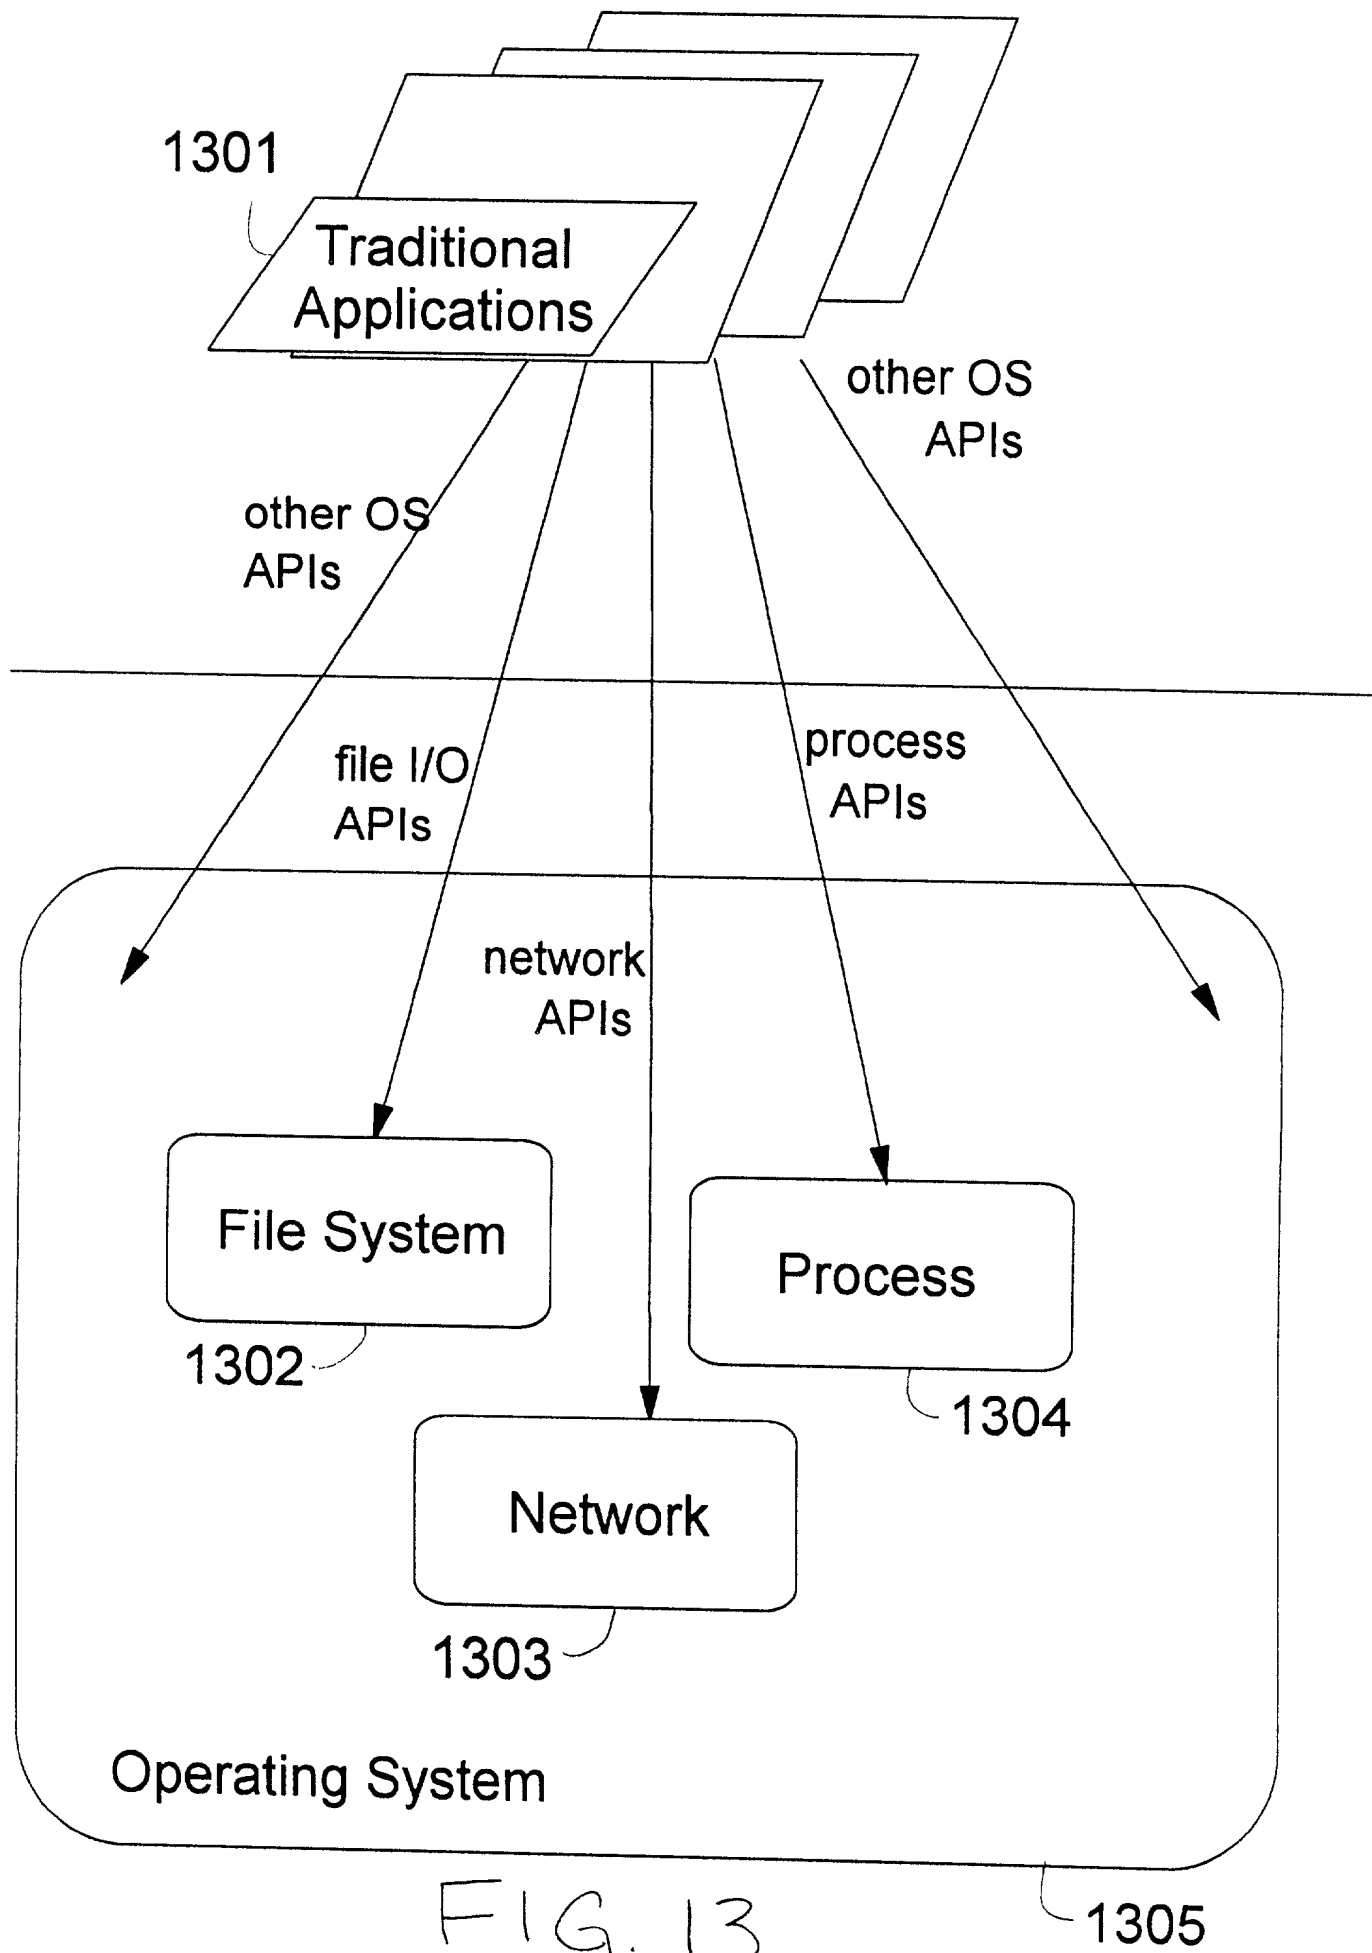 1301
Traditional
Applications
other OS
APIs
other OS
APIs
file I/O
APIs
process
APIs
network
APIs
File System
Process
1302
1304
Network
1303
Operating System
FIG. 13
1305